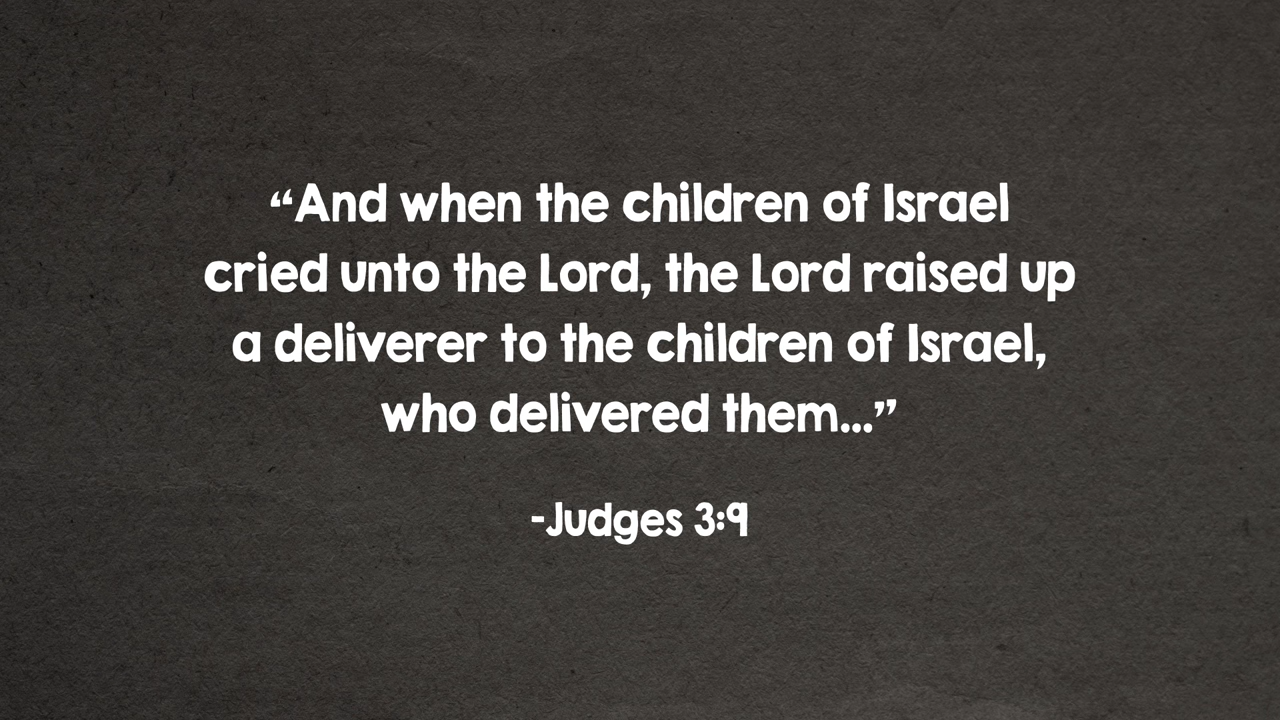 “And when the children of Israel
cried unto the Lord, the Lord raised up
a deliverer to the children of Israel,
who delivered them...”
-Judges 3:9